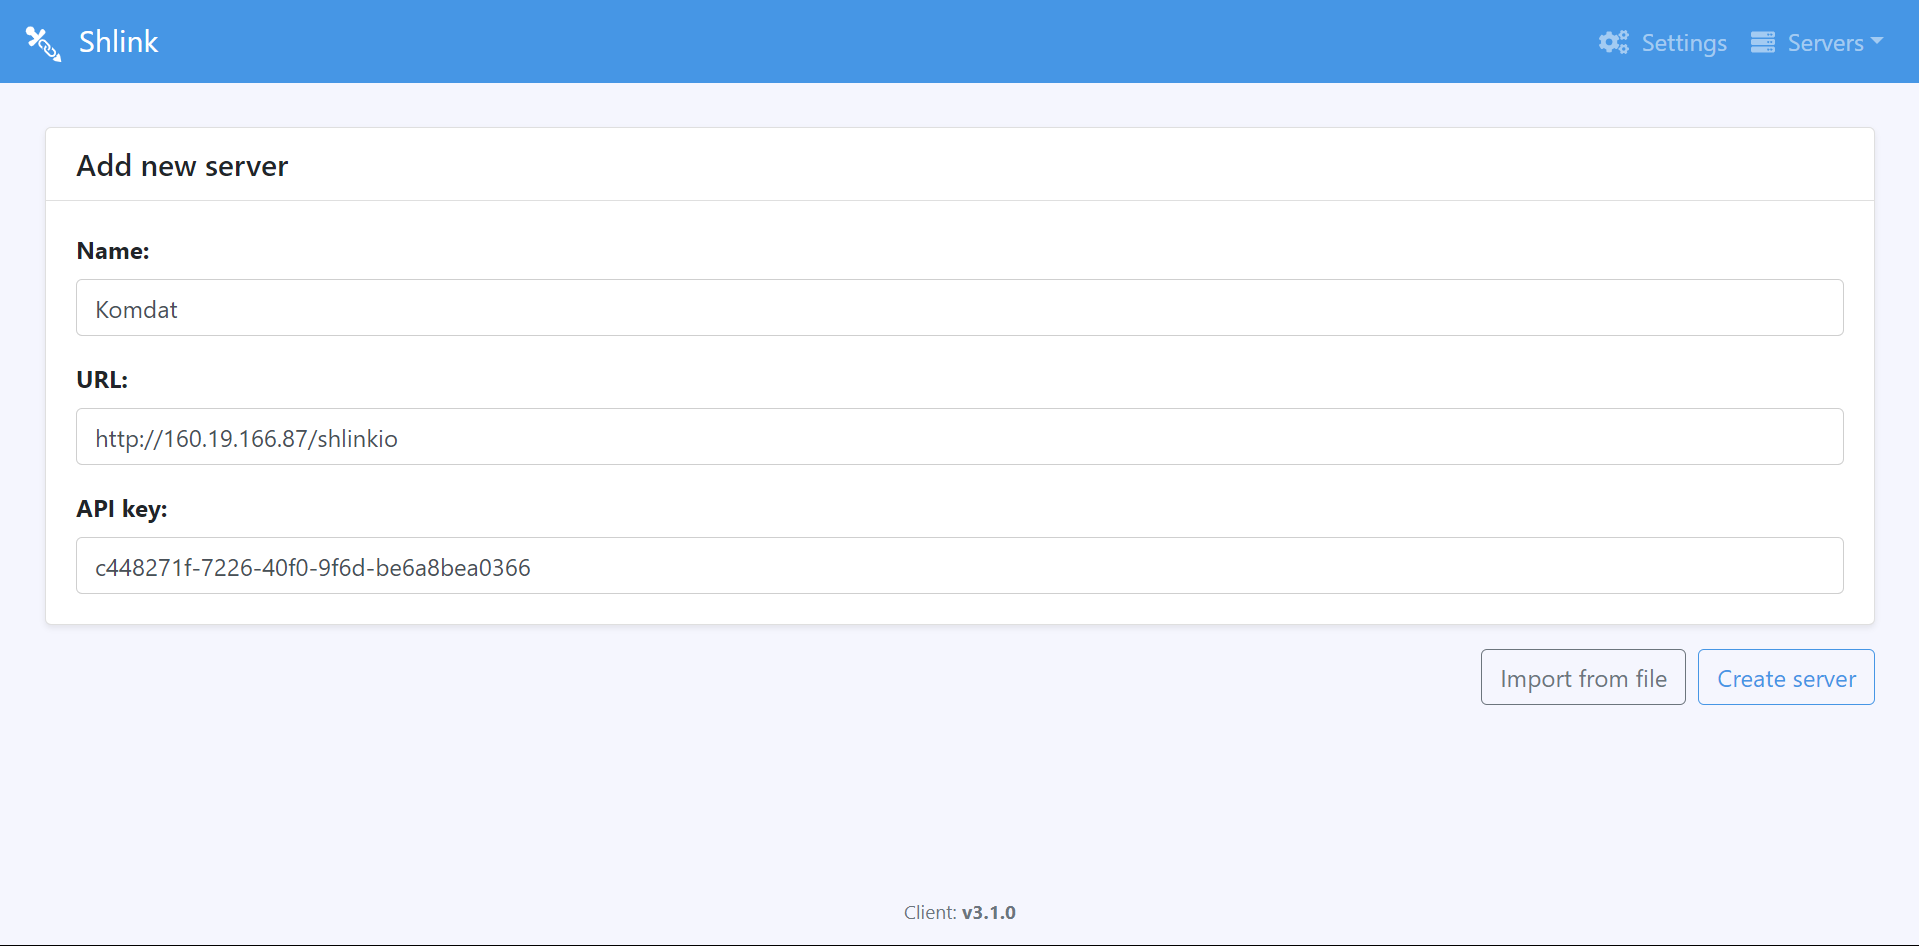 Shlink
Settings
Servers
Add new server
Name:
Komdat
URL:
http://160.19.166.87/shlinkio
API key:
c448271f-7226-40f0-9f6d-be6a8bea0366
Import from file
Create server
Client: v3.1.0